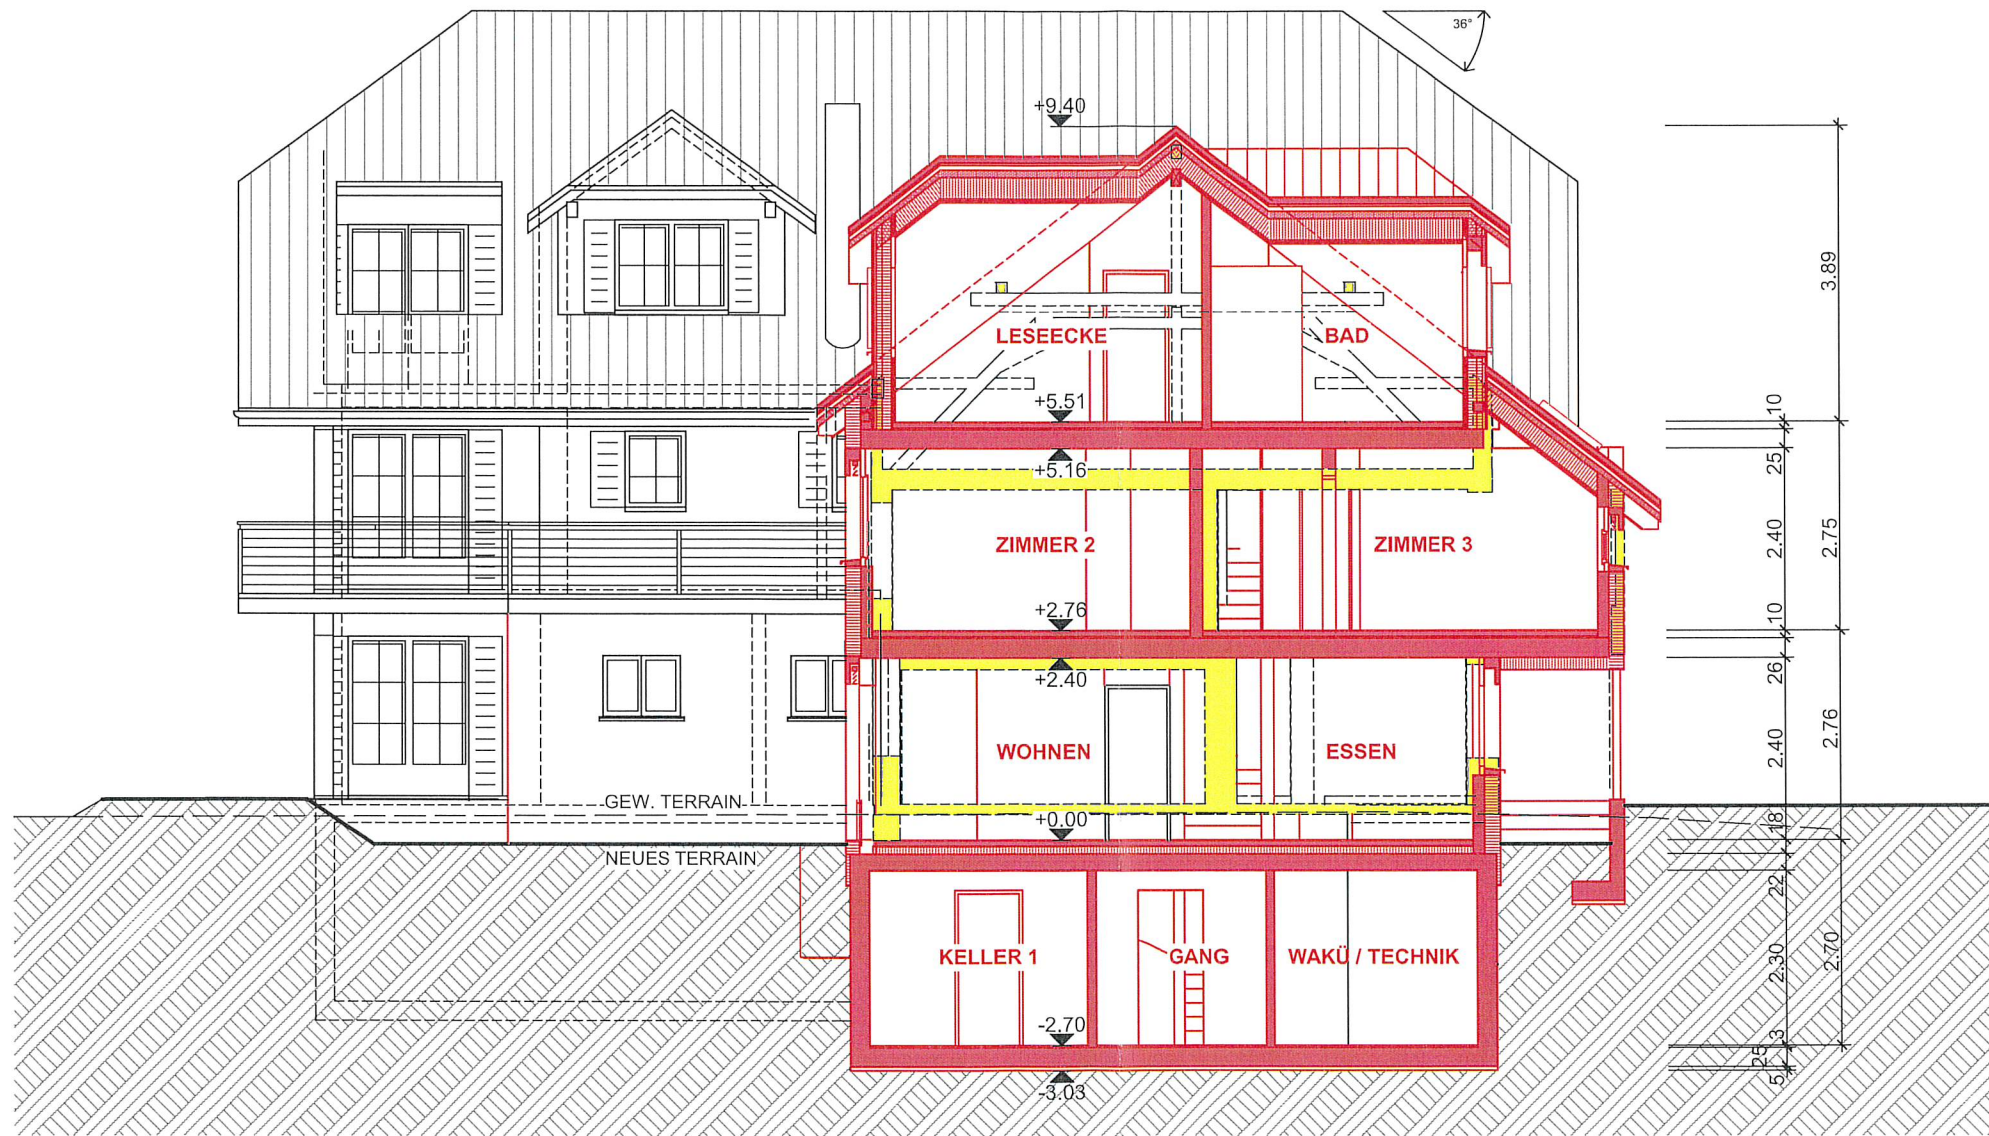 36°
+9.40
3.89
LESEECKE
BAD
+5.51
10
+5.16
25
ZIMMER 2
ZIMMER 3
2.40
2.75
+2.76
10
+2.40
26
WOHNEN
ESSEN
2.40
2.76
GEW. TERRAIN
+0.00
18
NEUES TERRAIN
22
KELLER 1
GANG
WAKÜ / TECHNIK
2.30
2.70
-2.70
3
25
5
-3.03